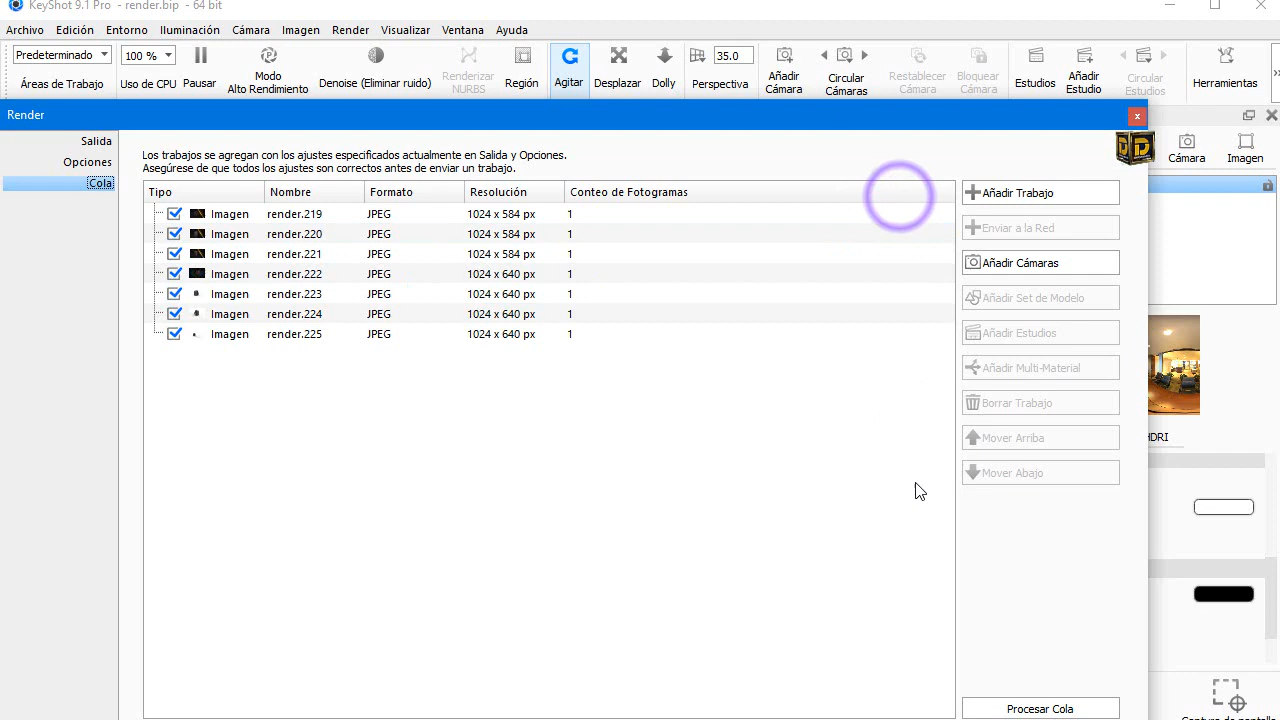 KeyShot 9.1 Pro - render.bip - 64 bit
Archivo Edición Entorno Iluminación Cámara Imagen Render Visualizar Ventana Ayuda
Predeterminado 100 % 35.0
Áreas de Trabajo Uso de CPU Pausar Modo Alto Rendimiento Denoise (Eliminar ruido) Renderizar NURBS Región Agitar Desplazar Dolly Perspectiva Añadir Cámara Circular Cámaras Restablecer Cámara Bloquear Cámara Estudios Añadir Estudio Circular Estudios Herramientas
Render
Salida
Opciones
Cola
Los trabajos se agregan con los ajustes especificados actualmente en Salida y Opciones.
Asegúrese de que todos los ajustes son correctos antes de enviar un trabajo.
Tipo Nombre Formato Resolución Conteo de Fotogramas
Imagen render.219 JPEG 1024 x 584 px 1
Imagen render.220 JPEG 1024 x 584 px 1
Imagen render.221 JPEG 1024 x 584 px 1
Imagen render.222 JPEG 1024 x 640 px 1
Imagen render.223 JPEG 1024 x 640 px 1
Imagen render.224 JPEG 1024 x 640 px 1
Imagen render.225 JPEG 1024 x 640 px 1
Añadir Trabajo
Enviar a la Red
Añadir Cámaras
Añadir Set de Modelo
Añadir Estudios
Añadir Multi-Material
Borrar Trabajo
Mover Arriba
Mover Abajo
Procesar Cola
Cámara Imagen
HDRI